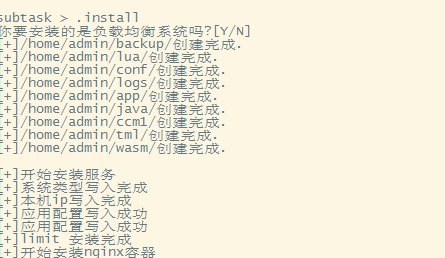 subtask > .install
你要安装的是负载均衡系统吗?[Y/N]
[+]/home/admin/backup/创建完成.
[+]/home/admin/lua/创建完成.
[+]/home/admin/conf/创建完成.
[+]/home/admin/logs/创建完成.
[+]/home/admin/app/创建完成.
[+]/home/admin/java/创建完成.
[+]/home/admin/ccm1/创建完成.
[+]/home/admin/tml/创建完成.
[+]/home/admin/wasm/创建完成.
[+]开始安装服务
[+]系统类型写入完成
[+]本机ip写入完成
[+]应用配置写入成功
[+]应用配置写入成功
[+]limit 安装完成
[+]开始安装nginx容器